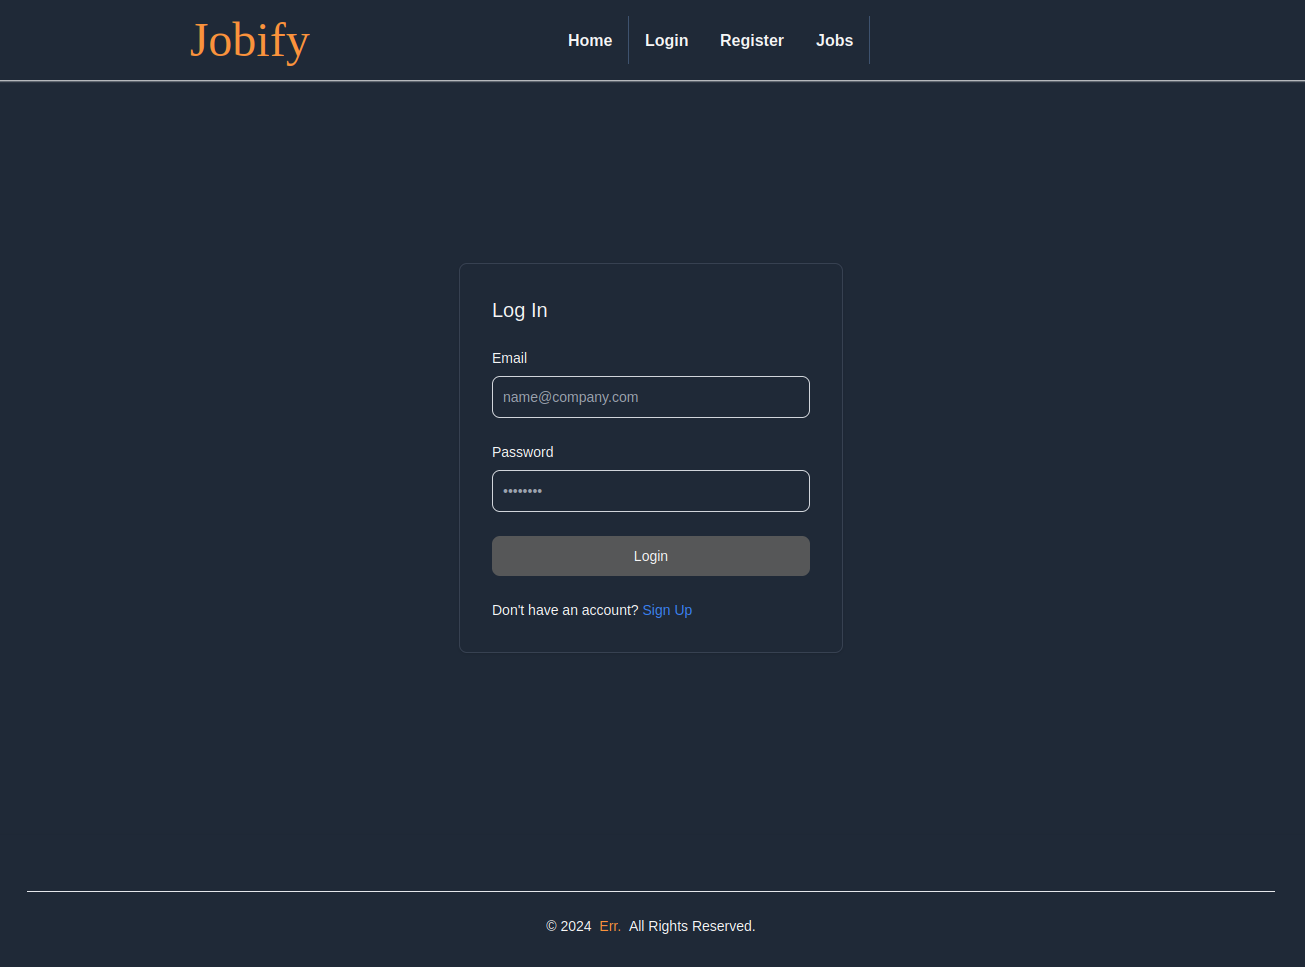 Jobify
Home Login Register Jobs
Log In
Email
name@company.com
Password
••••••••
Login
Don't have an account? Sign Up
© 2024 Err. All Rights Reserved.